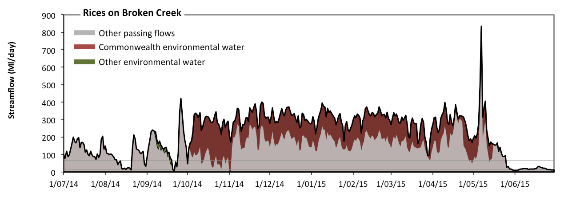 Rices on Broken Creek
Other passing flows
Commonwealth environmental water
Other environmental water
Streamflow (Ml/day)
900
800
700
600
500
400
300
200
100
0
1/07/14 1/08/14 1/09/14 1/10/14 1/11/14 1/12/14 1/01/15 1/02/15 1/03/15 1/04/15 1/05/15 1/06/15